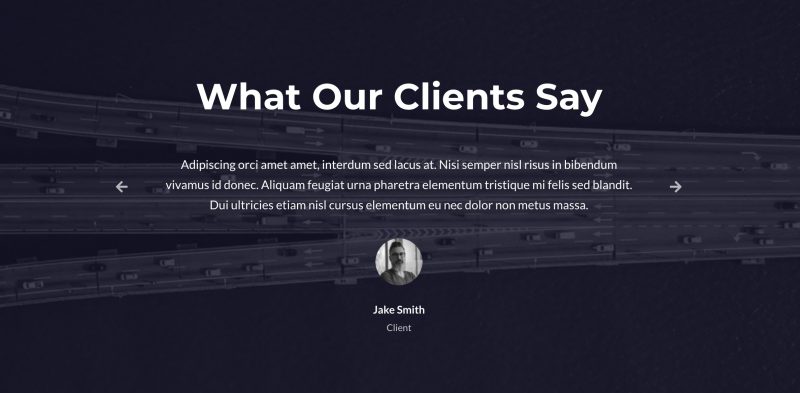 What Our Clients Say
Adipiscing orci amet amet, interdum sed lacus at. Nisi semper nisl risus in bibendum
vivamus id donec. Aliquam feugiat urna pharetra elementum tristique mi felis sed blandit.
Dui ultricies etiam nisl cursus elementum eu nec dolor non metus massa.
Jake Smith
Client